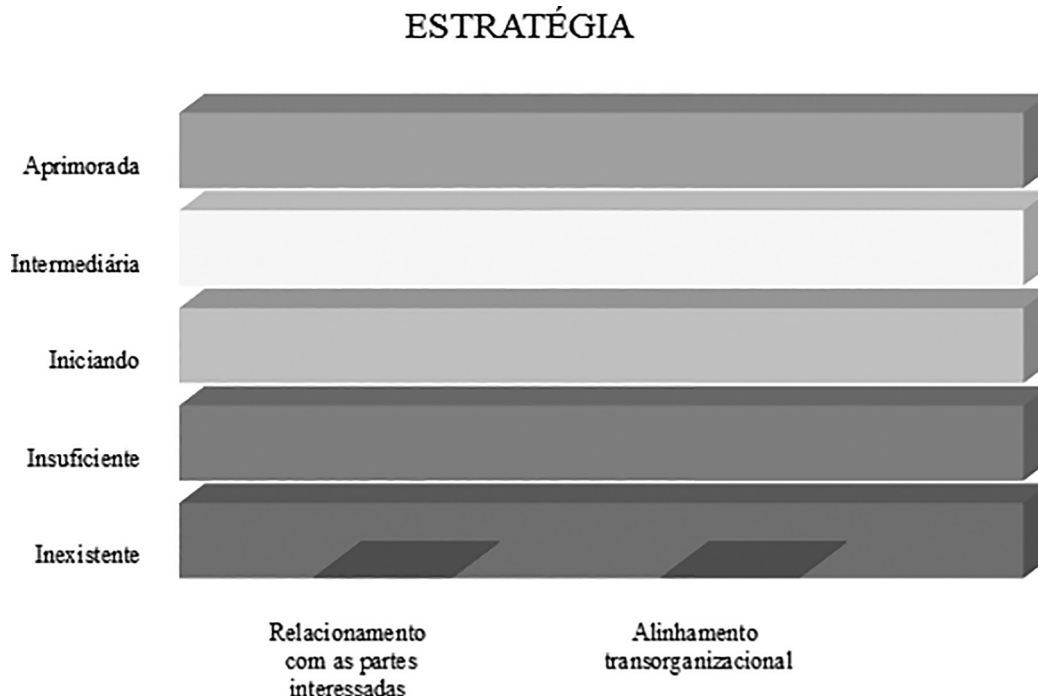 ESTRATÉGIA
Aprimorada
Intermediária
Iniciando
Insuficiente
Inexistente
Relacionamento
com as partes
interessadas
Alinhamento
transorganizacional